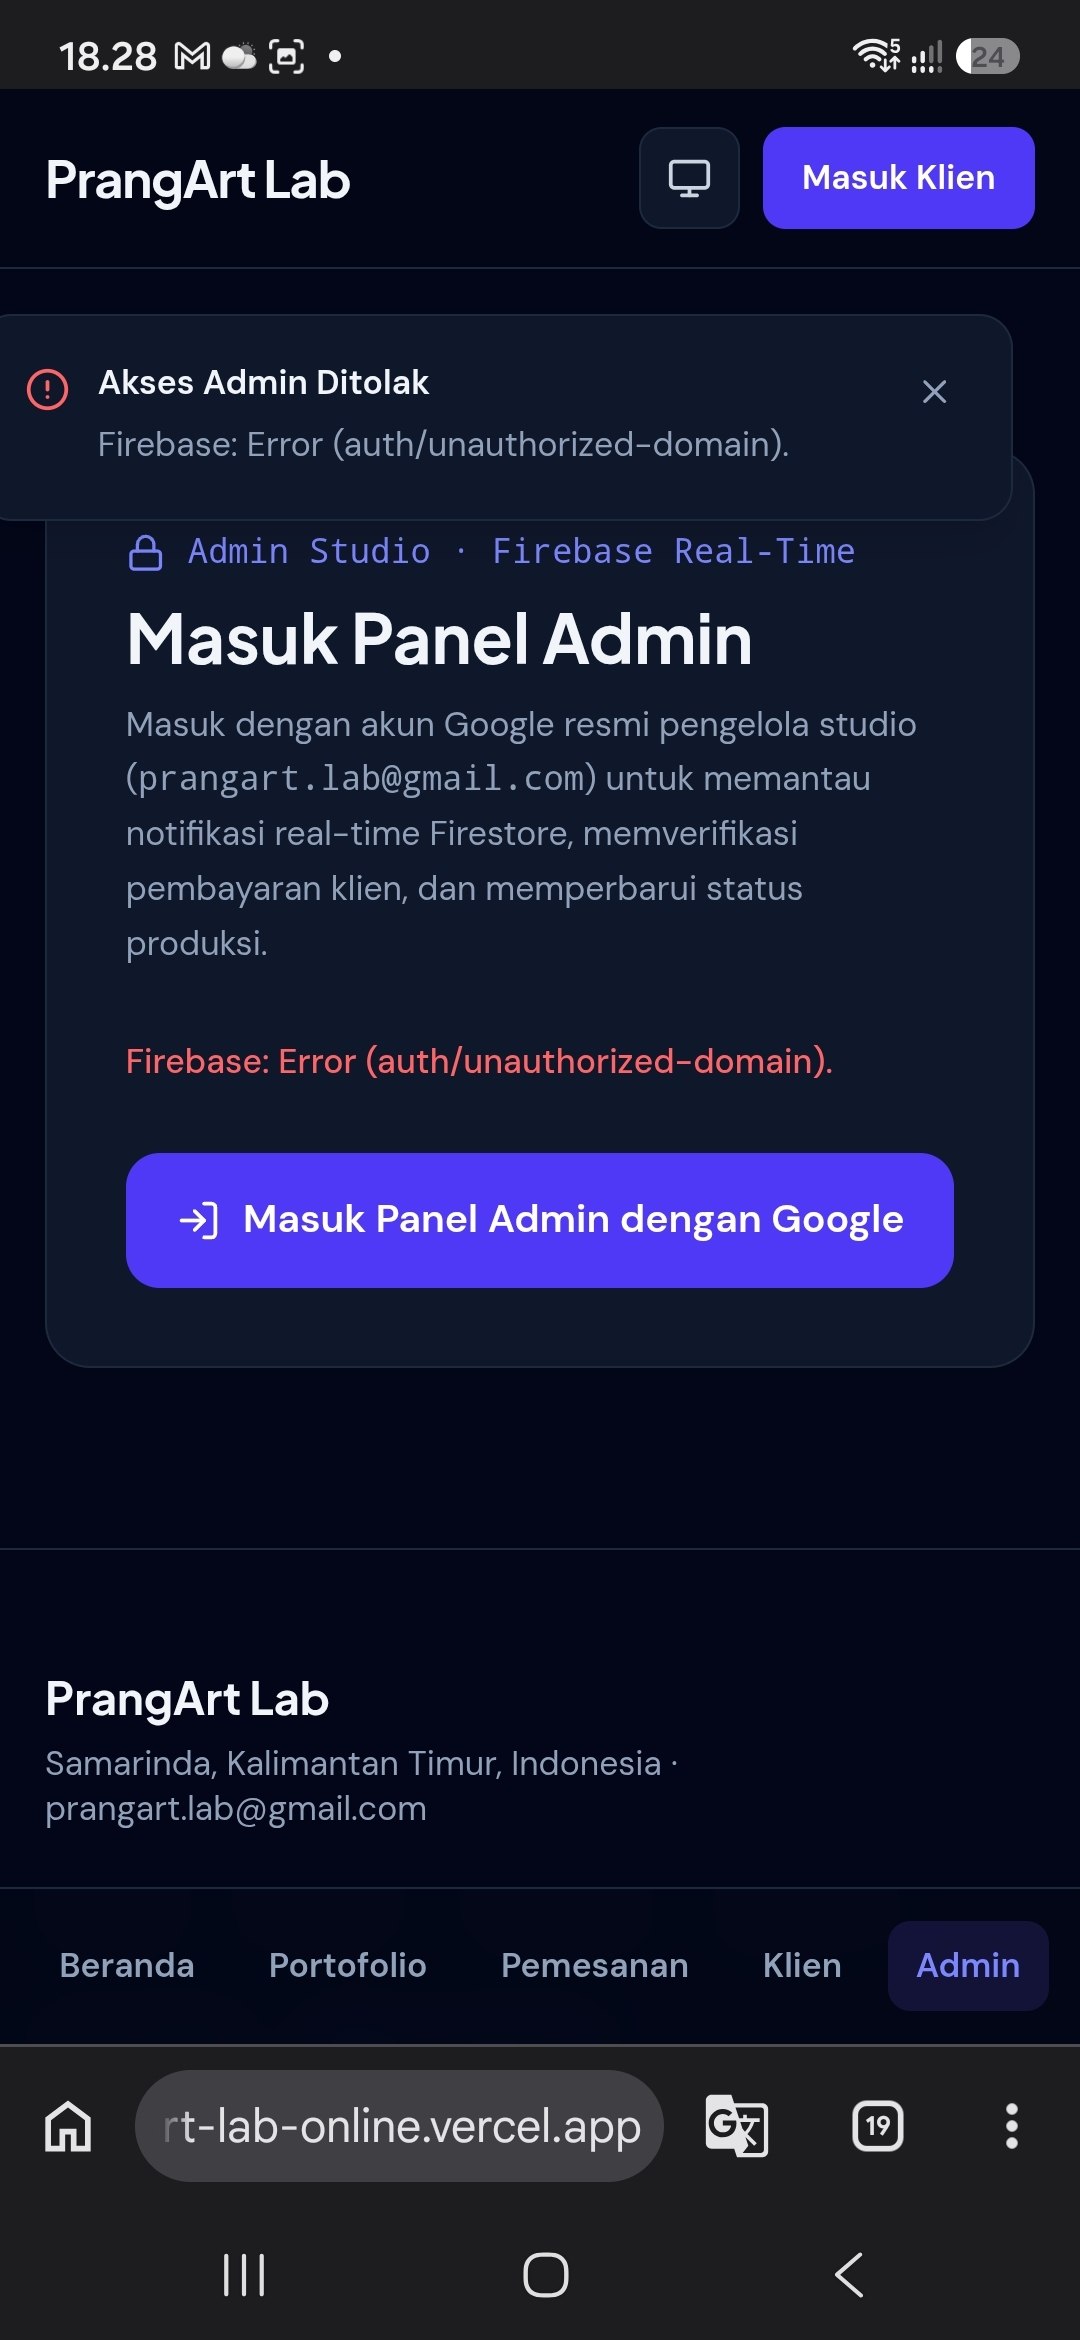 18.28
5
24
PrangArt Lab
Masuk Klien
Akses Admin Ditolak
Firebase: Error (auth/unauthorized-domain).
Admin Studio · Firebase Real-Time
Masuk Panel Admin
Masuk dengan akun Google resmi pengelola studio
(prangart.lab@gmail.com) untuk memantau
notifikasi real-time Firestore, memverifikasi
pembayaran klien, dan memperbarui status
produksi.
Firebase: Error (auth/unauthorized-domain).
Masuk Panel Admin dengan Google
PrangArt Lab
Samarinda, Kalimantan Timur, Indonesia ·
prangart.lab@gmail.com
Beranda Portofolio Pemesanan Klien Admin
rt-lab-online.vercel.app
19